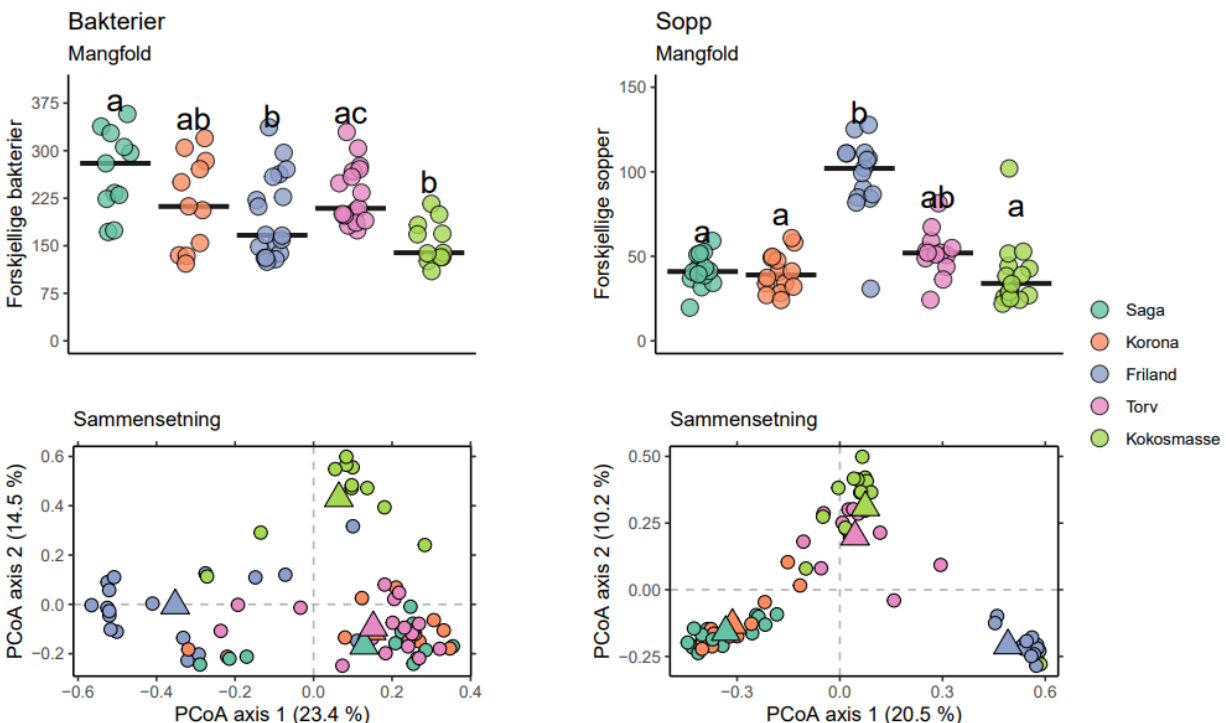 Bakterier
Mangfold
Forskjellige bakterier
375
300
225
150
75
0
a
ab
b
ac
b
Sopp
Mangfold
Forskjellige sopper
150
100
50
0
a
a
b
ab
a
Saga
Korona
Friland
Torv
Kokosmasse
Sammensetning
PCoA axis 2 (14.5 %)
0.6
0.4
0.2
0.0
−0.2
−0.6
−0.4
−0.2
0.0
0.2
0.4
PCoA axis 1 (23.4 %)
Sammensetning
PCoA axis 2 (10.2 %)
0.50
0.25
0.00
−0.25
−0.3
0.0
0.3
0.6
PCoA axis 1 (20.5 %)